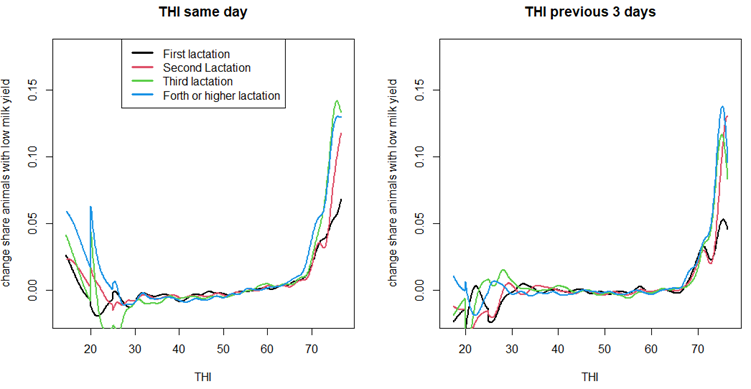 THI same day
change share animals with low milk yield
0.00
0.05
0.10
0.15
First lactation
Second Lactation
Third lactation
Forth or higher lactation
20 30 40 50 60 70
THI
THI previous 3 days
change share animals with low milk yield
0.00
0.05
0.10
0.15
20 30 40 50 60 70
THI